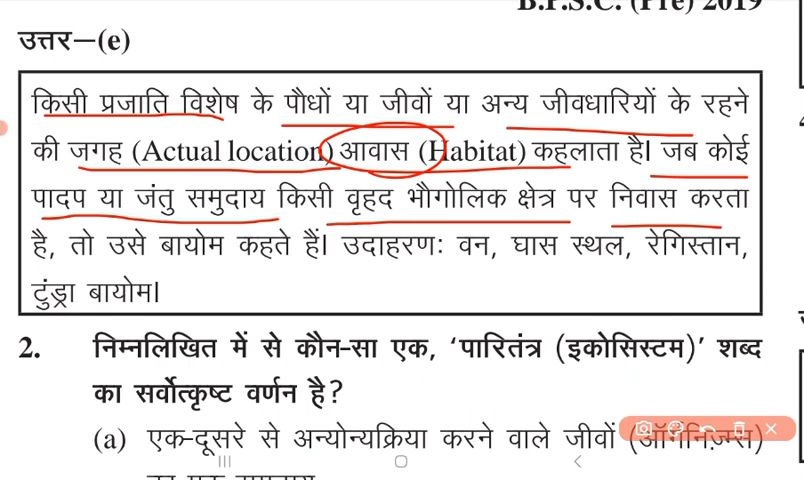 B.P.S.C. (Pre) 2019
उत्तर–(e)
किसी प्रजाति विशेष के पौधों या जीवों या अन्य जीवधारियों के रहने
की जगह (Actual location) आवास (Habitat) कहलाता है। जब कोई
पादप या जंतु समुदाय किसी वृहद भौगोलिक क्षेत्र पर निवास करता
है, तो उसे बायोम कहते हैं। उदाहरणः वन, घास स्थल, रेगिस्तान,
टुंड्रा बायोम।
2. निम्नलिखित में से कौन-सा एक, ‘पारितंत्र (इकोसिस्टम)’ शब्द
का सर्वोत्कृष्ट वर्णन है?
(a) एक-दूसरे से अन्योन्यक्रिया करने वाले जीवों (ऑर्गेनिज़्म्स)